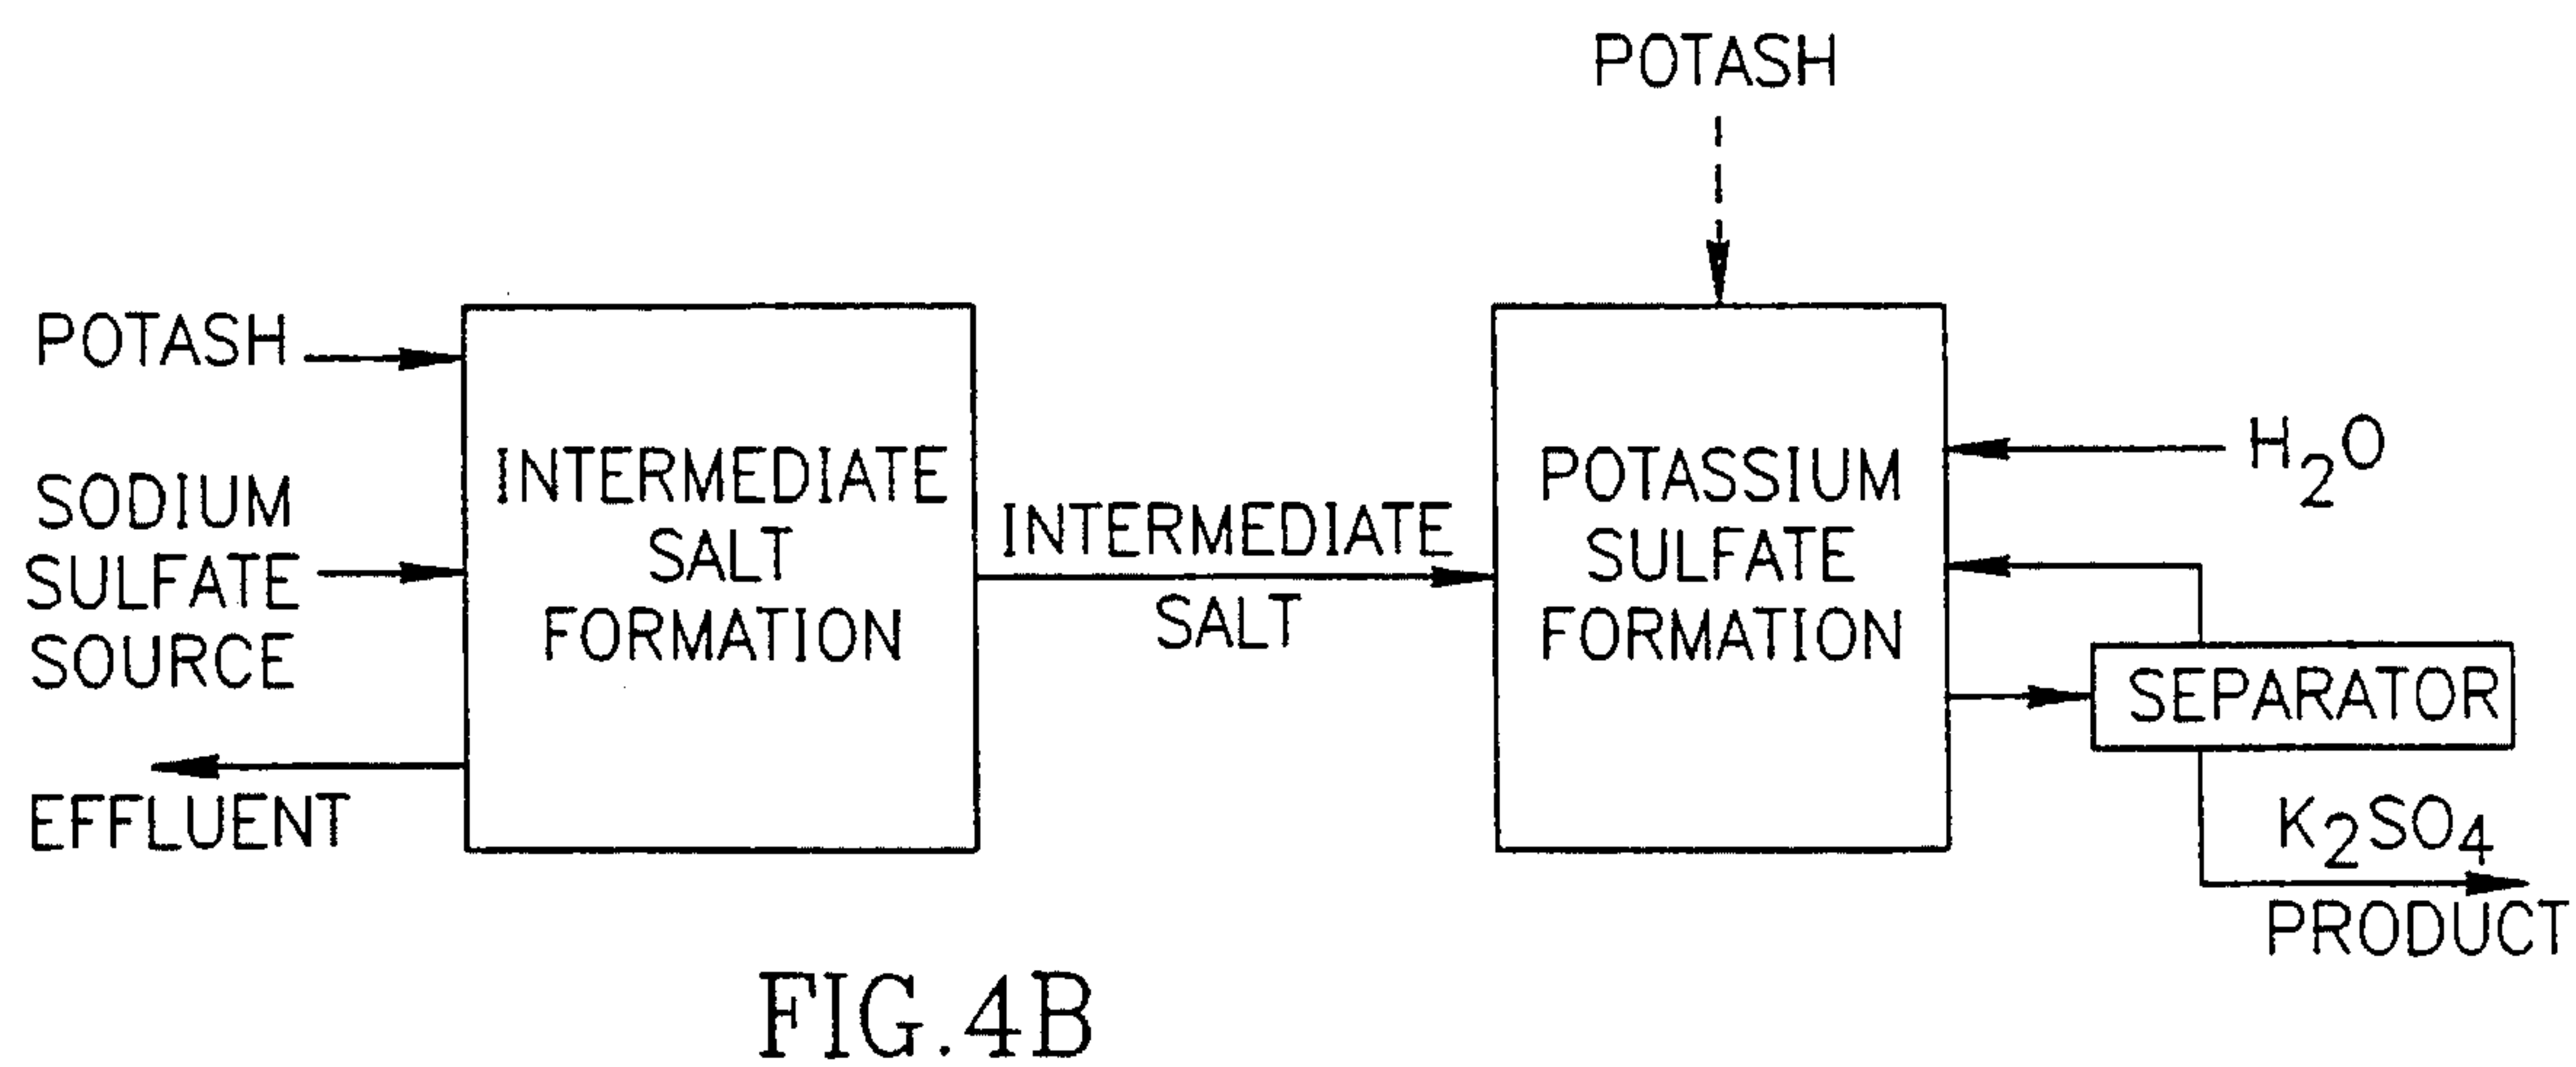 POTASH
POTASH
SODIUM
SULFATE
SOURCE
EFFLUENT
INTERMEDIATE
SALT
FORMATION
INTERMEDIATE
SALT
POTASSIUM
SULFATE
FORMATION
H₂O
SEPARATOR
K₂SO₄
PRODUCT
FIG.4B